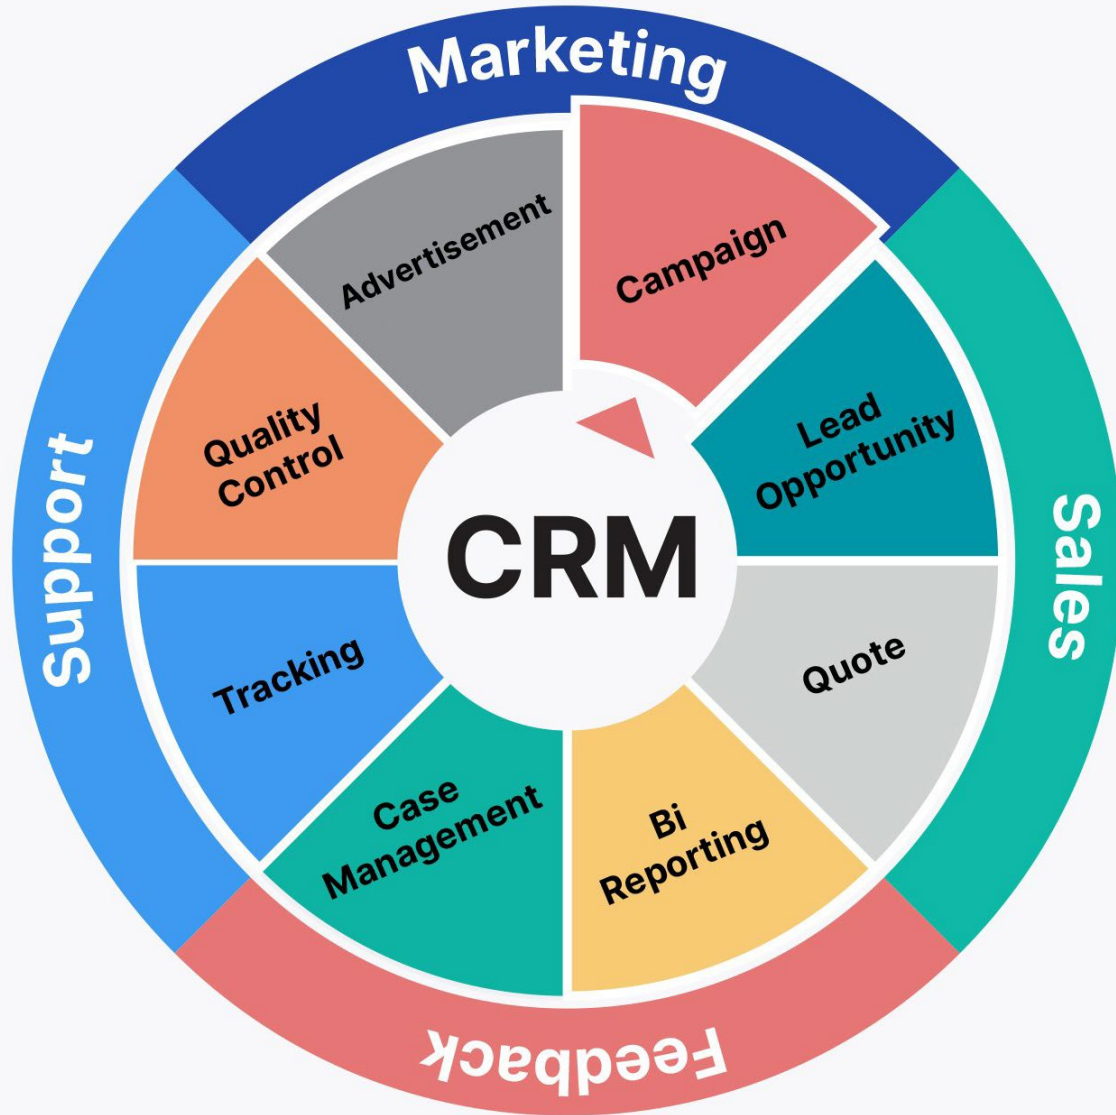 Marketing
Advertisement
Campaign
Lead
Opportunity
Quality
Control
CRM
Support
Sales
Tracking
Quote
Case
Management
Bi
Reporting
Feedback